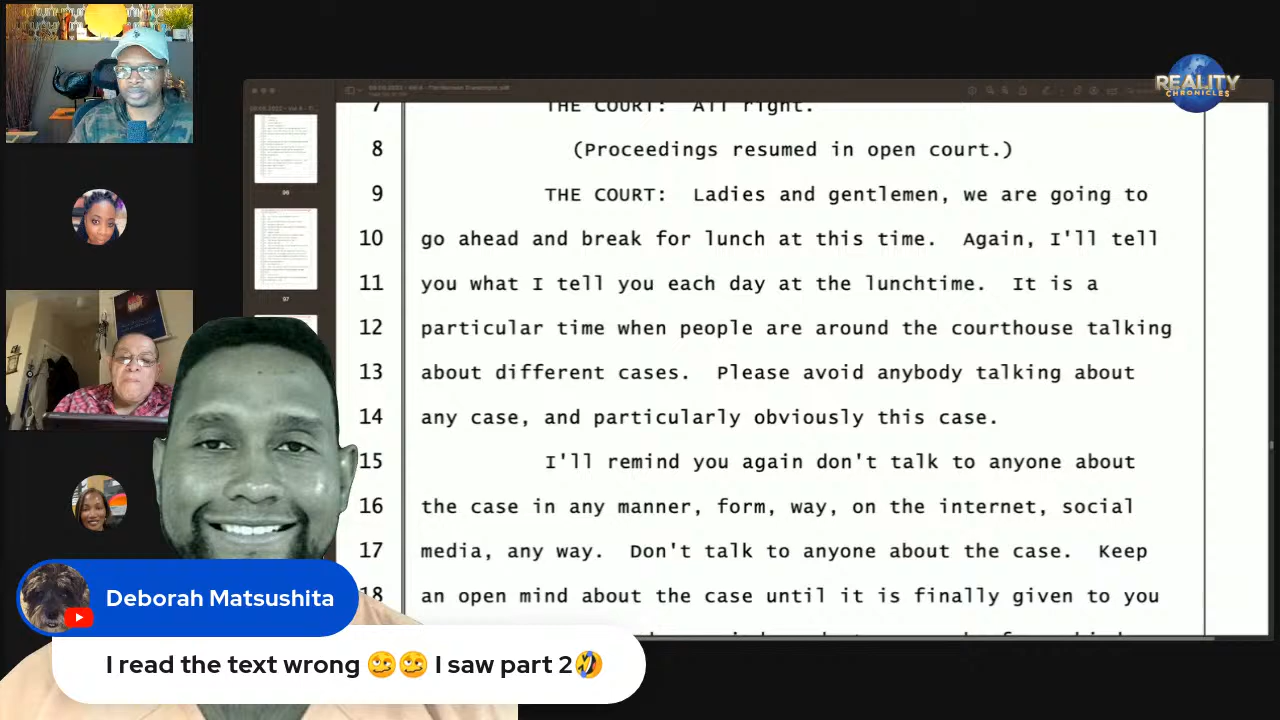 REALITY
CHRONICLES
7 THE COURT: All right.
8 (Proceedings resumed in open court.)
9 THE COURT: Ladies and gentlemen, we are going to
10 go ahead and break for lunch at this time. Again, I'll tell
11 you what I tell you each day at the lunchtime. It is a
12 particular time when people are around the courthouse talking
13 about different cases. Please avoid anybody talking about
14 any case, and particularly obviously this case.
15 I'll remind you again don't talk to anyone about
16 the case in any manner, form, way, on the internet, social
17 media, any way. Don't talk to anyone about the case. Keep
18 an open mind about the case until it is finally given to you
97
Deborah Matsushita
I read the text wrong 🥴🥴 I saw part 2🤣